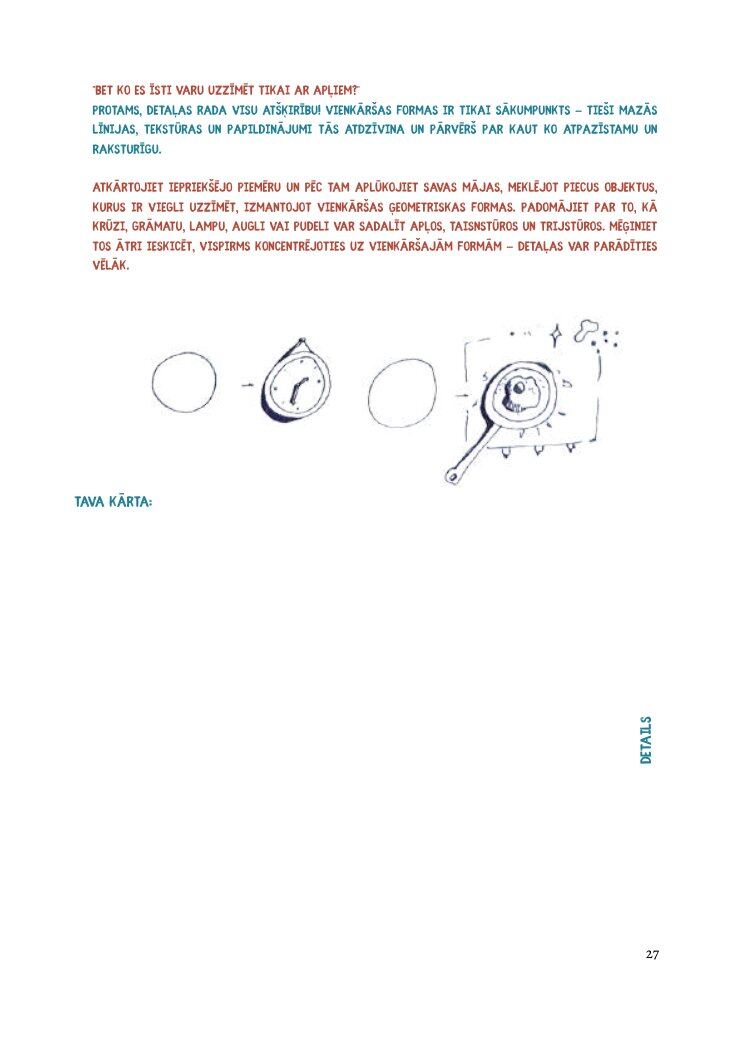 "BET KO ES ĪSTI VARU UZZĪMĒT TIKAI AR APĻIEM?"
PROTAMS, DETAĻAS RADA VISU ATŠĶIRĪBU! VIENKĀRŠAS FORMAS IR TIKAI SĀKUMPUNKTS – TIEŠI MAZĀS
LĪNIJAS, TEKSTŪRAS UN PAPILDINĀJUMI TĀS ATDZĪVINA UN PĀRVĒRŠ PAR KAUT KO ATPAZĪSTAMU UN
RAKSTURĪGU.
ATKĀRTOJIET IEPRIEKŠĒJO PIEMĒRU UN PĒC TAM APLŪKOJIET SAVAS MĀJAS, MEKLĒJOT PIECUS OBJEKTUS,
KURUS IR VIEGLI UZZĪMĒT, IZMANTOJOT VIENKĀRŠAS ĢEOMETRISKAS FORMAS. PADOMĀJIET PAR TO, KĀ
KRŪZI, GRĀMATU, LAMPU, AUGLI VAI PUDELI VAR SADALĪT APĻOS, TAISNSTŪROS UN TRIJSTŪROS. MĒĢINIET
TOS ĀTRI IESKICĒT, VISPIRMS KONCENTRĒJOTIES UZ VIENKĀRŠAJĀM FORMĀM – DETAĻAS VAR PARĀDĪTIES
VĒLĀK.
TAVA KĀRTA:
DETAILS
27